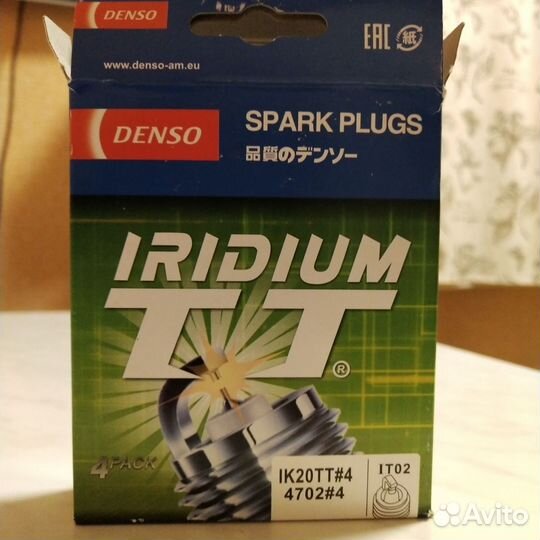 DENSO
EAC 紙
www.denso-am.eu
DENSO
SPARK PLUGS
品質のデンソー
IRIDIUM
TT®
4PACK
IK20TT#4
4702#4
IT02
Avito